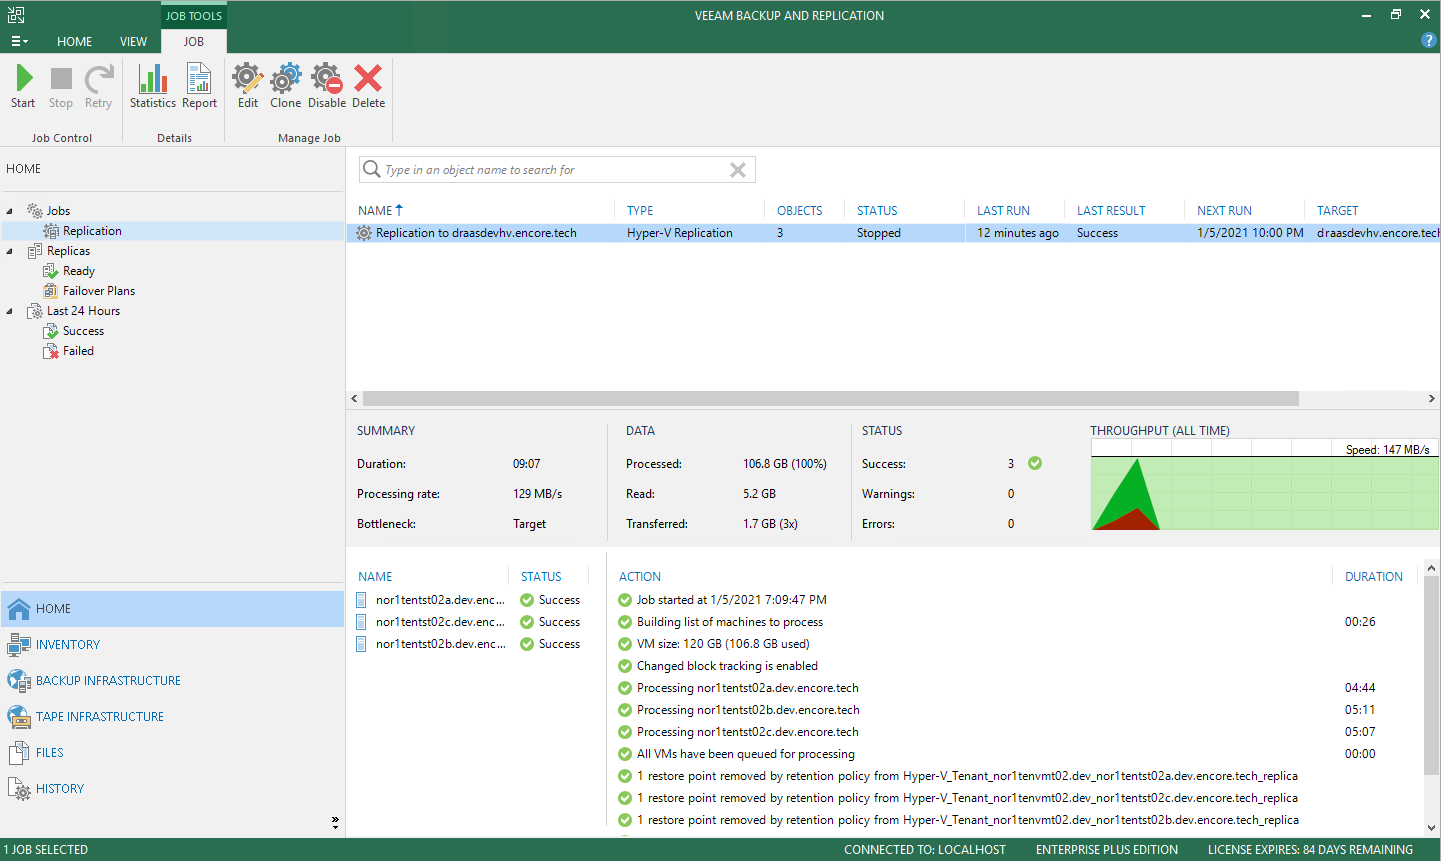 JOB TOOLS
VEEAM BACKUP AND REPLICATION
HOME VIEW JOB
?
Start Stop Retry Statistics Report Edit Clone Disable Delete
Job Control Details Manage Job
HOME
Type in an object name to search for
Jobs
Replication
Replicas
Ready
Failover Plans
Last 24 Hours
Success
Failed
NAME TYPE OBJECTS STATUS LAST RUN LAST RESULT NEXT RUN TARGET
Replication to draasdevhv.encore.tech Hyper-V Replication 3 Stopped 12 minutes ago Success 1/5/2021 10:00 PM draasdevhv.encore.tech
SUMMARY DATA STATUS THROUGHPUT (ALL TIME)
Speed: 147 MB/s
Duration: 09:07 Processed: 106.8 GB (100%) Success: 3
Processing rate: 129 MB/s Read: 5.2 GB Warnings: 0
Bottleneck: Target Transferred: 1.7 GB (3x) Errors: 0
NAME STATUS ACTION DURATION
nor1tentst02a.dev.enc... Success Job started at 1/5/2021 7:09:47 PM
nor1tentst02c.dev.enc... Success Building list of machines to process 00:26
nor1tentst02b.dev.enc... Success VM size: 120 GB (106.8 GB used)
Changed block tracking is enabled
Processing nor1tentst02a.dev.encore.tech 04:44
Processing nor1tentst02b.dev.encore.tech 05:11
Processing nor1tentst02c.dev.encore.tech 05:07
All VMs have been queued for processing 00:00
1 restore point removed by retention policy from Hyper-V_Tenant_nor1tenvmt02.dev_nor1tentst02a.dev.encore.tech_replica
1 restore point removed by retention policy from Hyper-V_Tenant_nor1tenvmt02.dev_nor1tentst02c.dev.encore.tech_replica
1 restore point removed by retention policy from Hyper-V_Tenant_nor1tenvmt02.dev_nor1tentst02b.dev.encore.tech_replica
HOME
INVENTORY
BACKUP INFRASTRUCTURE
TAPE INFRASTRUCTURE
FILES
HISTORY
1 JOB SELECTED CONNECTED TO: LOCALHOST ENTERPRISE PLUS EDITION LICENSE EXPIRES: 84 DAYS REMAINING